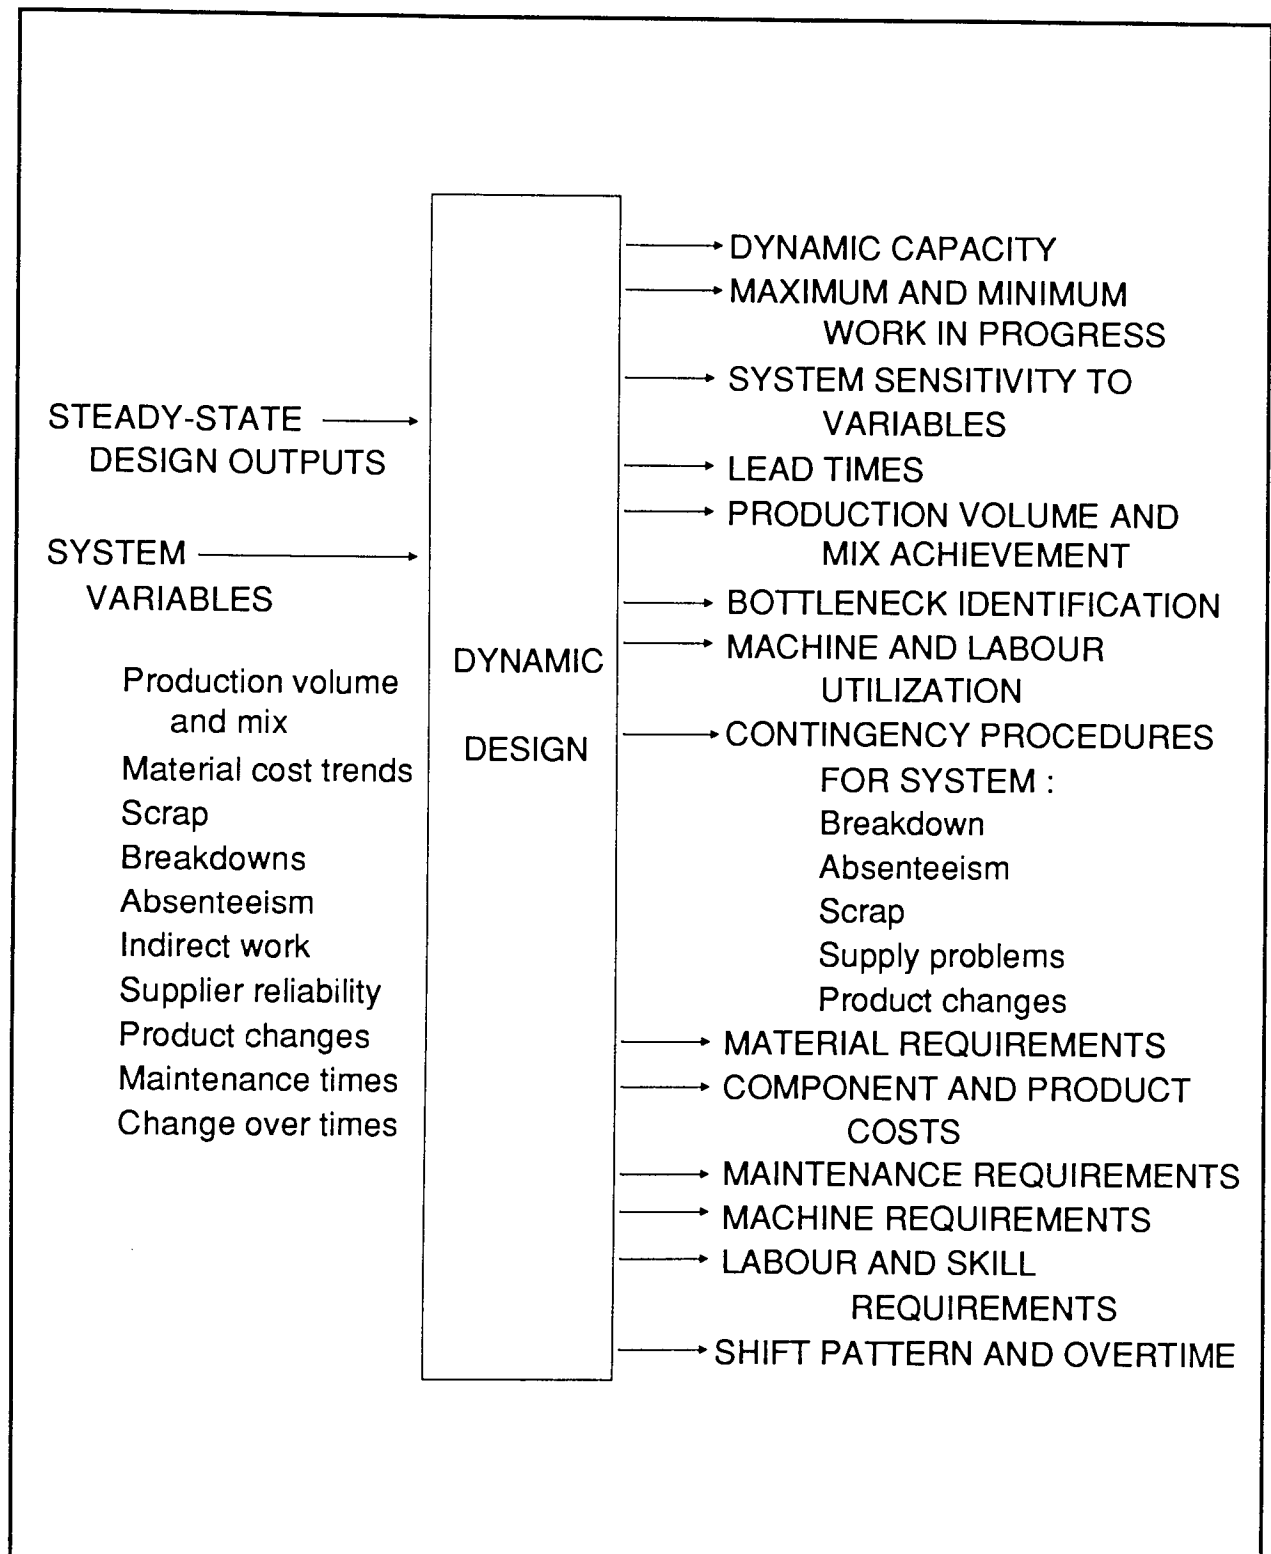 STEADY-STATE
DESIGN OUTPUTS
SYSTEM
VARIABLES
Production volume
and mix
Material cost trends
Scrap
Breakdowns
Absenteeism
Indirect work
Supplier reliability
Product changes
Maintenance times
Change over times
DYNAMIC
DESIGN
DYNAMIC CAPACITY
MAXIMUM AND MINIMUM
WORK IN PROGRESS
SYSTEM SENSITIVITY TO
VARIABLES
LEAD TIMES
PRODUCTION VOLUME AND
MIX ACHIEVEMENT
BOTTLENECK IDENTIFICATION
MACHINE AND LABOUR
UTILIZATION
CONTINGENCY PROCEDURES
FOR SYSTEM :
Breakdown
Absenteeism
Scrap
Supply problems
Product changes
MATERIAL REQUIREMENTS
COMPONENT AND PRODUCT
COSTS
MAINTENANCE REQUIREMENTS
MACHINE REQUIREMENTS
LABOUR AND SKILL
REQUIREMENTS
SHIFT PATTERN AND OVERTIME